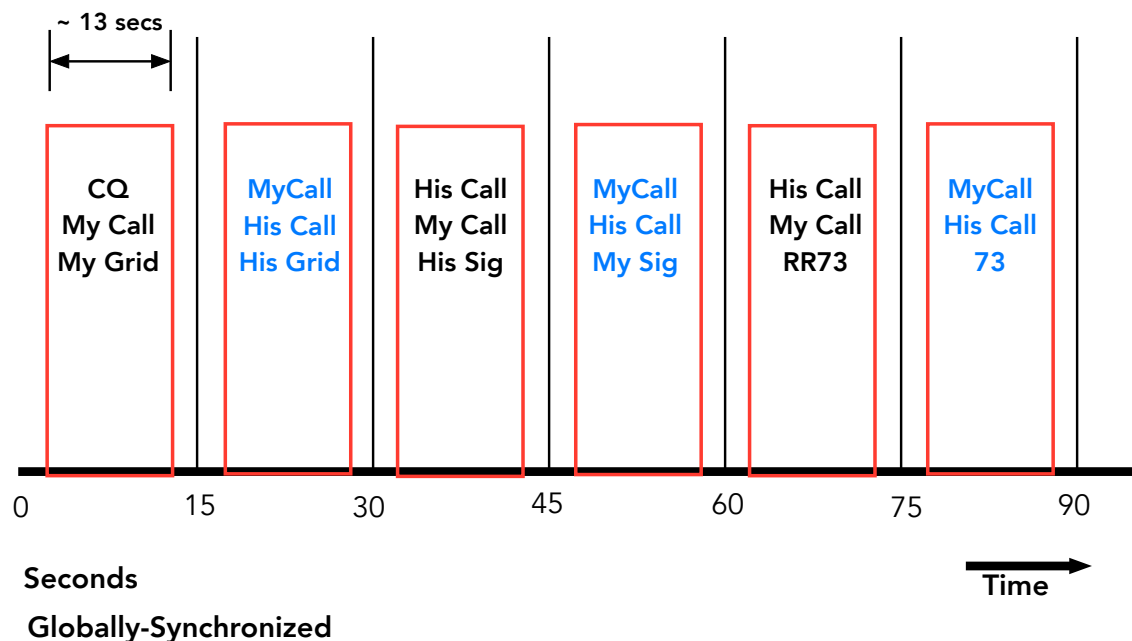 ~ 13 secs
CQ
My Call
My Grid
MyCall
His Call
His Grid
His Call
My Call
His Sig
MyCall
His Call
My Sig
His Call
My Call
RR73
MyCall
His Call
73
0
15
30
45
60
75
90
Seconds
Time
Globally-Synchronized